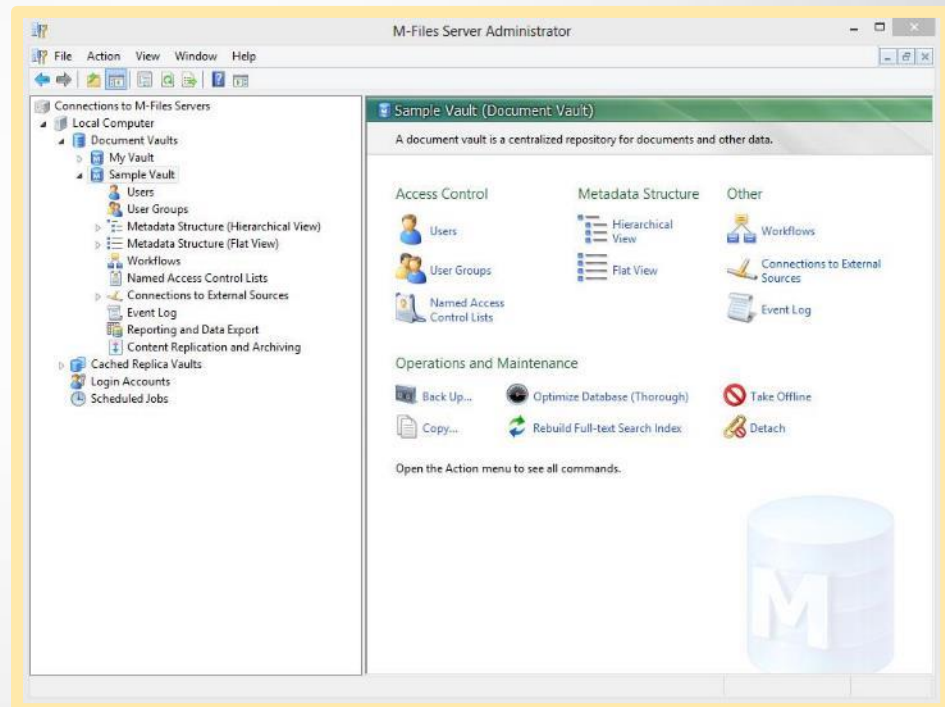 M-Files Server Administrator
File Action View Window Help
Connections to M-Files Servers
Local Computer
Document Vaults
My Vault
Sample Vault
Users
User Groups
Metadata Structure (Hierarchical View)
Metadata Structure (Flat View)
Workflows
Named Access Control Lists
Connections to External Sources
Event Log
Reporting and Data Export
Content Replication and Archiving
Cached Replica Vaults
Login Accounts
Scheduled Jobs
Sample Vault (Document Vault)
A document vault is a centralized repository for documents and other data.
Access Control
Users
User Groups
Named Access
Control Lists
Metadata Structure
Hierarchical
View
Flat View
Other
Workflows
Connections to External
Sources
Event Log
Operations and Maintenance
Back Up... Optimize Database (Thorough) Take Offline
Copy... Rebuild Full-text Search Index Detach
Open the Action menu to see all commands.
M